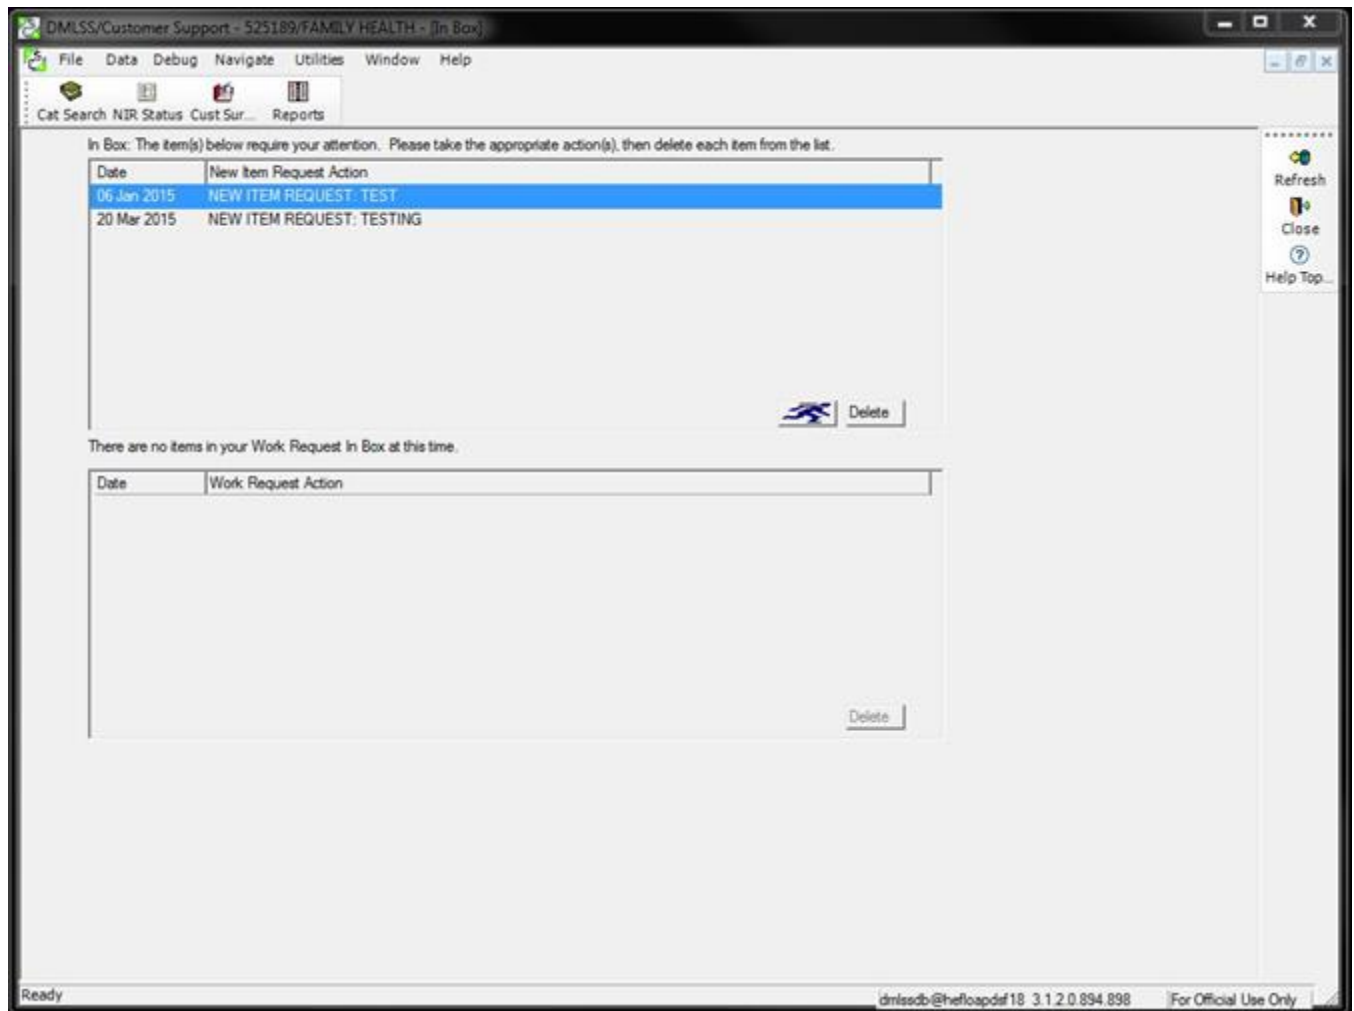 DMLSS/Customer Support - 525189/FAMILY HEALTH - [In Box]
File Data Debug Navigate Utilities Window Help
Cat Search NIR Status Cust Sur... Reports
In Box: The item(s) below require your attention. Please take the appropriate action(s), then delete each item from the list.
Date New Item Request Action
06 Jan 2015 NEW ITEM REQUEST: TEST
20 Mar 2015 NEW ITEM REQUEST: TESTING
Delete
There are no items in your Work Request In Box at this time.
Date Work Request Action
Delete
Refresh
Close
Help Top...
Ready dmlssdb@hefloapdsf18 3.1.2.0.894.898 For Official Use Only